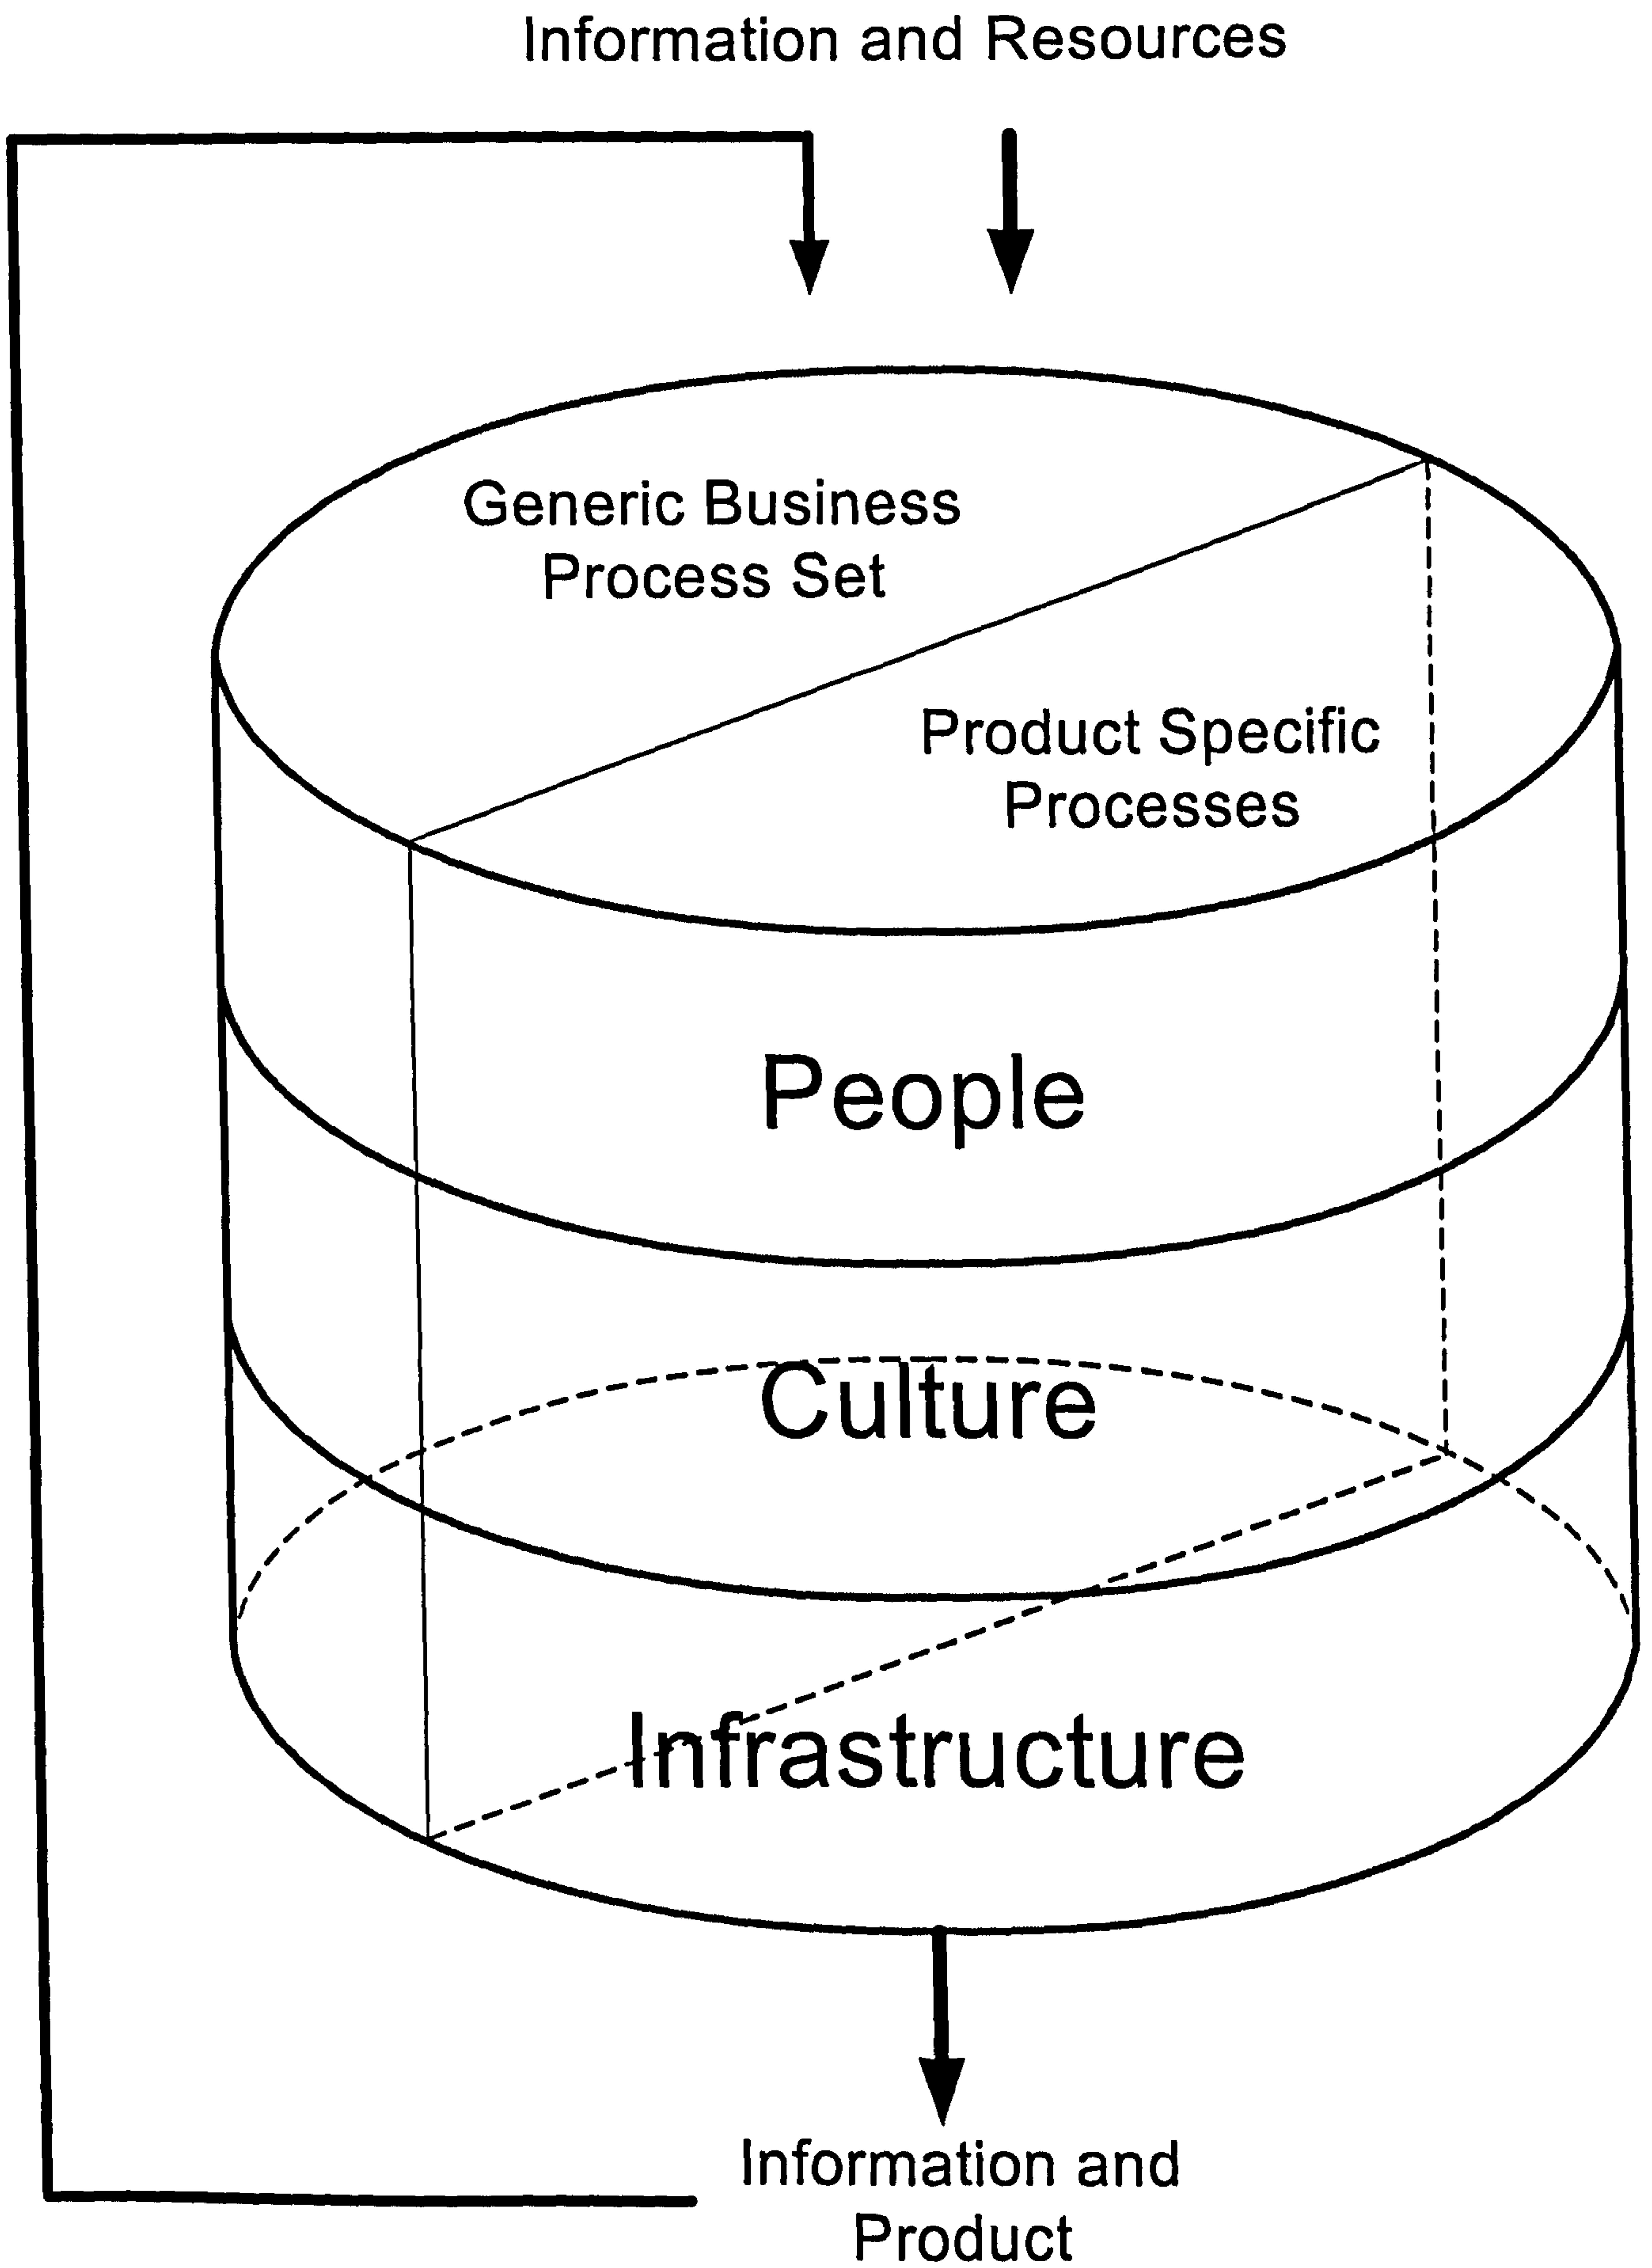 Information and Resources
Generic Business
Process Set
Product Specific
Processes
People
Culture
Infrastructure
Information and
Product